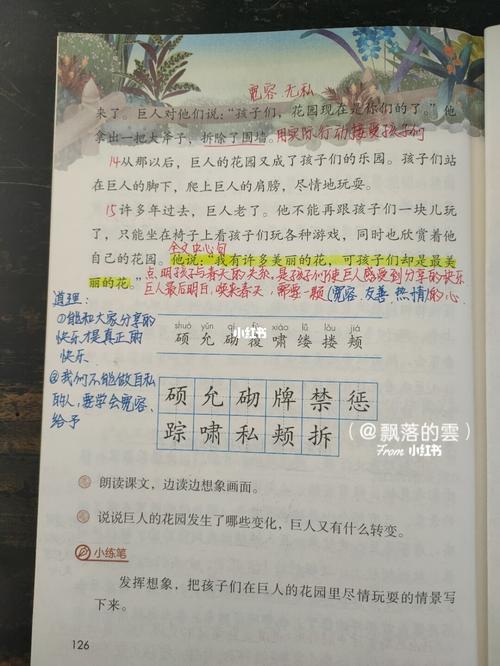 宽容 无私
来了。巨人对他们说:“孩子们,花园现在是你们的了。”他
拿出一把大斧子,拆除了围墙。用实际行动接受孩子们
14从那以后,巨人的花园又成了孩子们的乐园。孩子们站
在巨人的脚下,爬上巨人的肩膀,尽情地玩耍。
15许多年过去,巨人老了。他不能再跟孩子们一块儿玩
了,只能坐在椅子上看孩子们玩各种游戏,同时也欣赏着他
全文中心句
自己的花园。他说:“我有许多美丽的花,可孩子们却是最美
丽的花。”点明孩子与春天的关系,是孩子们使巨人感受到分享的快乐
巨人最后明白,唤来春天,需要一颗(宽容、友善、热情)的心
道理:
①能和大家分享的
快乐才是真正的
快乐
②我们不能做自私
的人,要学会宽容、
给予
shuò yǔn qì fù xiào lǚ lōu jiá
硕 允 砌 覆 啸 缕 搂 颊
小红书
硕 允 砌 牌 禁 惩
踪 啸 私 颊 拆
(@飘落的雲)
From 小红书
朗读课文,边读边想象画面。
说说巨人的花园发生了哪些变化,巨人又有什么转变。
小练笔
发挥想象,把孩子们在巨人的花园里尽情玩耍的情景写
下来。
126